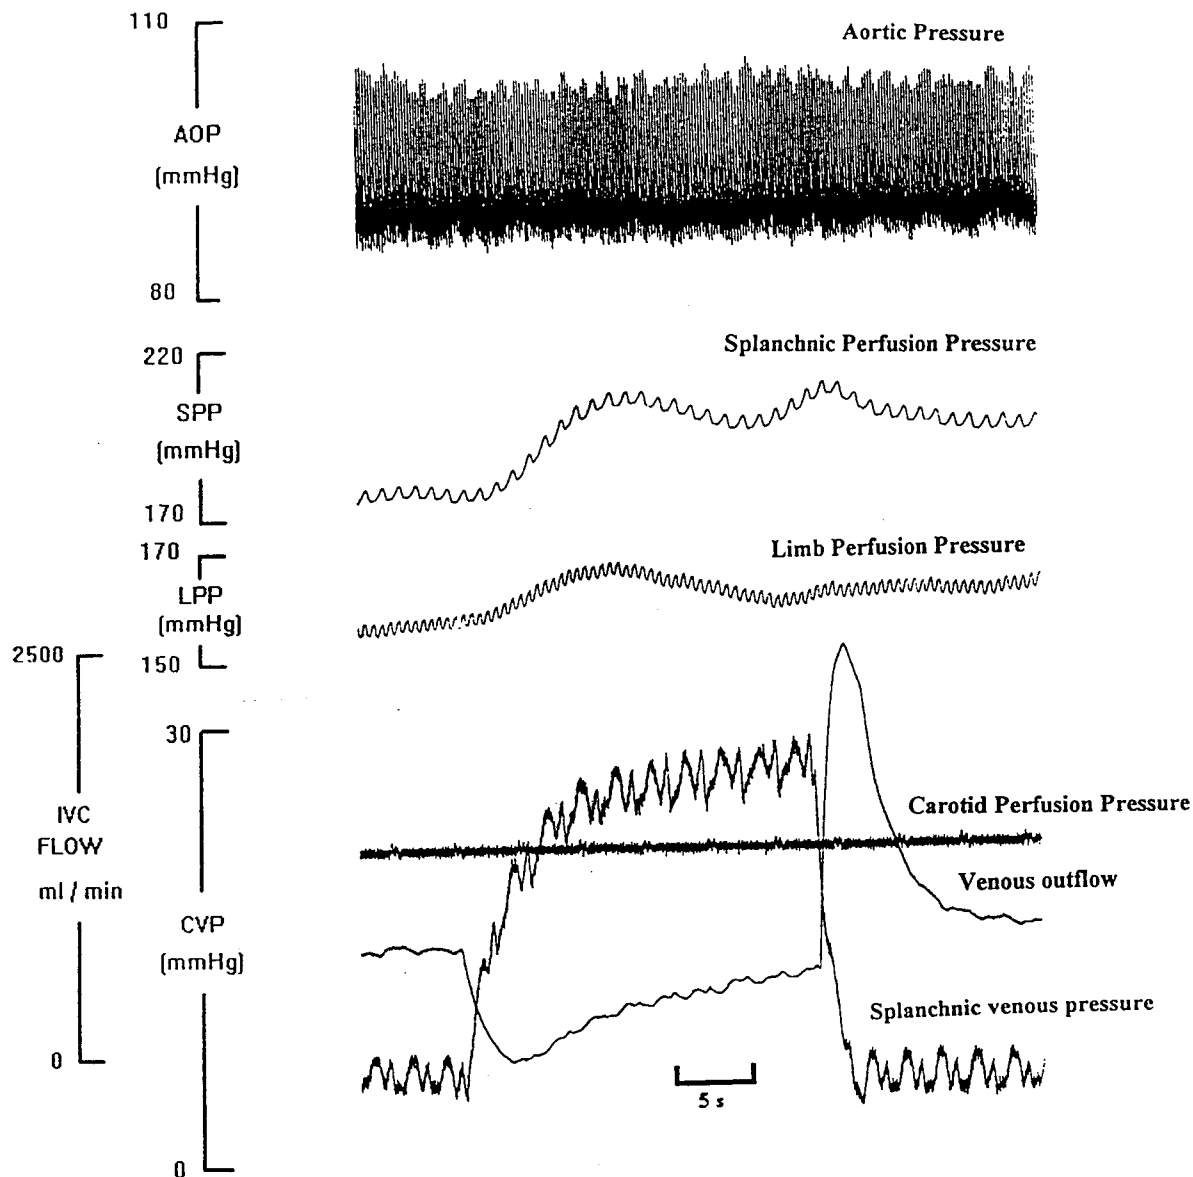 110
Aortic Pressure
AOP
(mmHg)
80
220
Splanchnic Perfusion Pressure
SPP
(mmHg)
170
170
Limb Perfusion Pressure
LPP
(mmHg)
2500
150
30
Carotid Perfusion Pressure
IVC
FLOW
ml / min
Venous outflow
CVP
(mmHg)
Splanchnic venous pressure
0
5 s
0